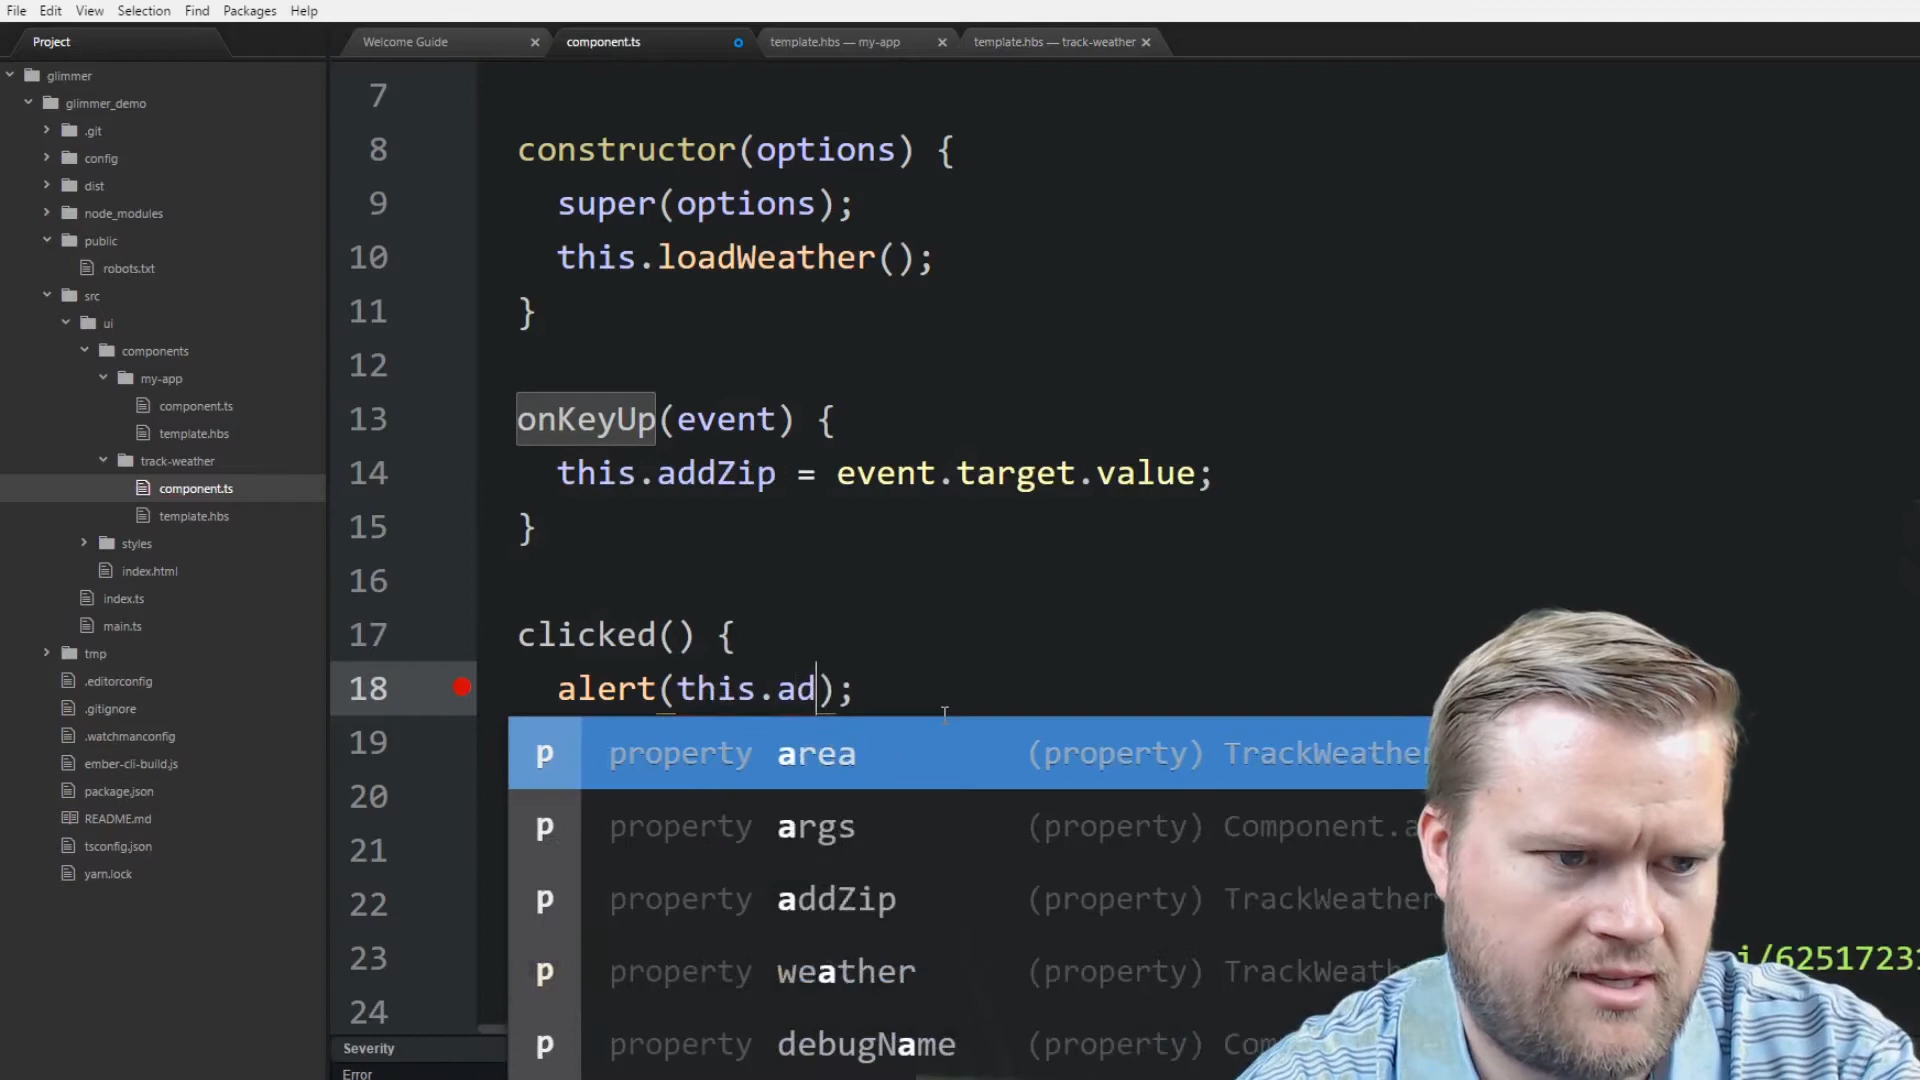 File Edit View Selection Find Packages Help
Project
Welcome Guide
component.ts
template.hbs — my-app
template.hbs — track-weather
glimmer
glimmer_demo
.git
config
dist
node_modules
public
robots.txt
src
ui
components
my-app
component.ts
template.hbs
track-weather
component.ts
template.hbs
styles
index.html
index.ts
main.ts
tmp
.editorconfig
.gitignore
.watchmanconfig
ember-cli-build.js
package.json
README.md
tsconfig.json
yarn.lock
7
8 constructor(options) {
9 super(options);
10 this.loadWeather();
11 }
12
13 onKeyUp(event) {
14 this.addZip = event.target.value;
15 }
16
17 clicked() {
18 alert(this.ad);
19
20
21
22
23
24
p property area (property) TrackWeather
p property args (property) Component.a
p property addZip (property) TrackWeather
p property weather (property) TrackWeat
p property debugName (property) Com
i/6251723
Severity
Error